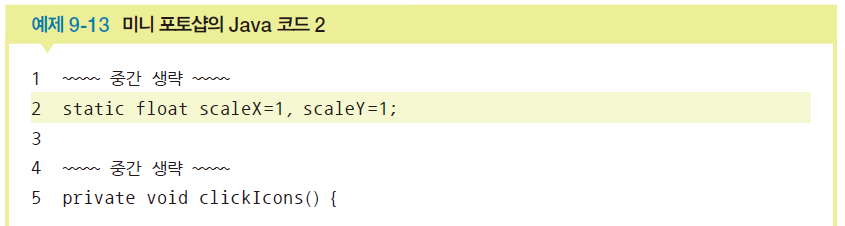 예제 9-13 미니 포토샵의 Java 코드 2
1 ~~~~~ 중간 생략 ~~~~~
2 static float scaleX=1, scaleY=1;
3
4 ~~~~~ 중간 생략 ~~~~~
5 private void clickIcons() {